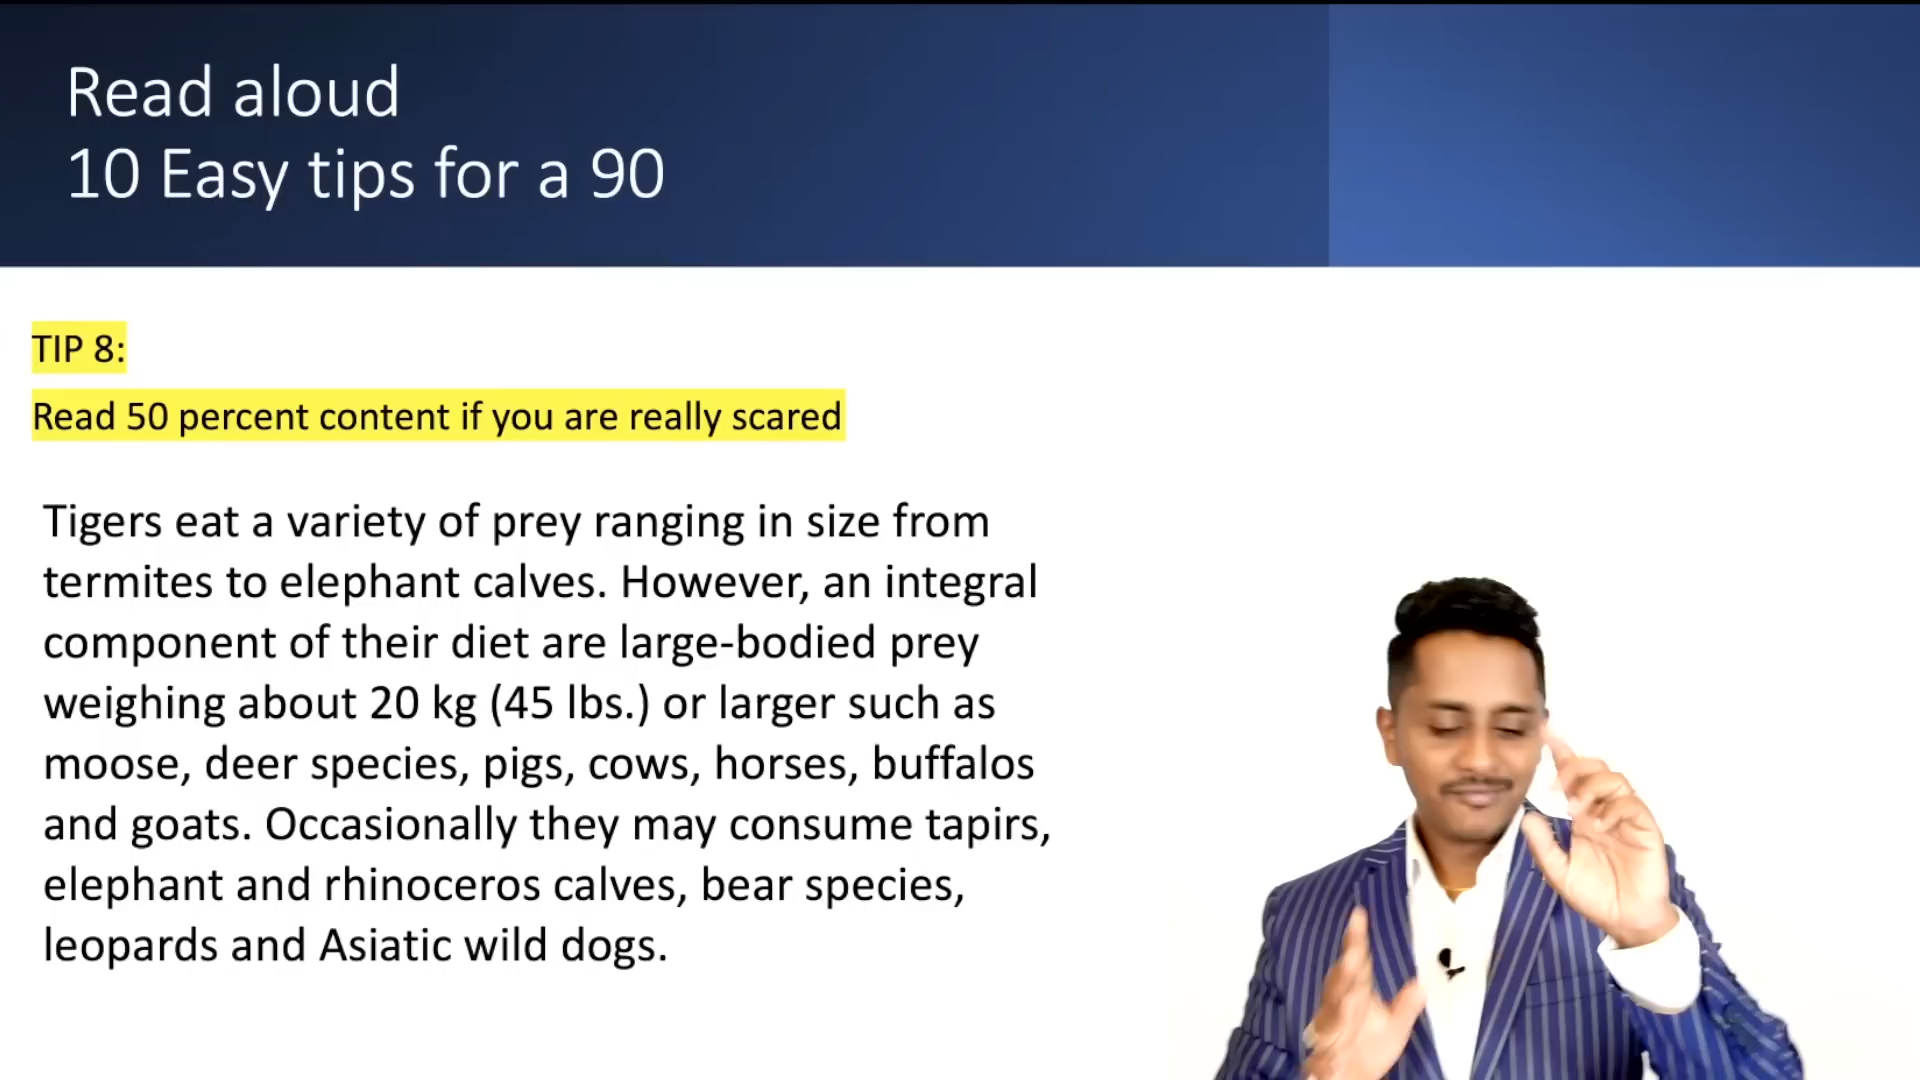 Read aloud
10 Easy tips for a 90
TIP 8:
Read 50 percent content if you are really scared
Tigers eat a variety of prey ranging in size from
termites to elephant calves. However, an integral
component of their diet are large-bodied prey
weighing about 20 kg (45 lbs.) or larger such as
moose, deer species, pigs, cows, horses, buffalos
and goats. Occasionally they may consume tapirs,
elephant and rhinoceros calves, bear species,
leopards and Asiatic wild dogs.